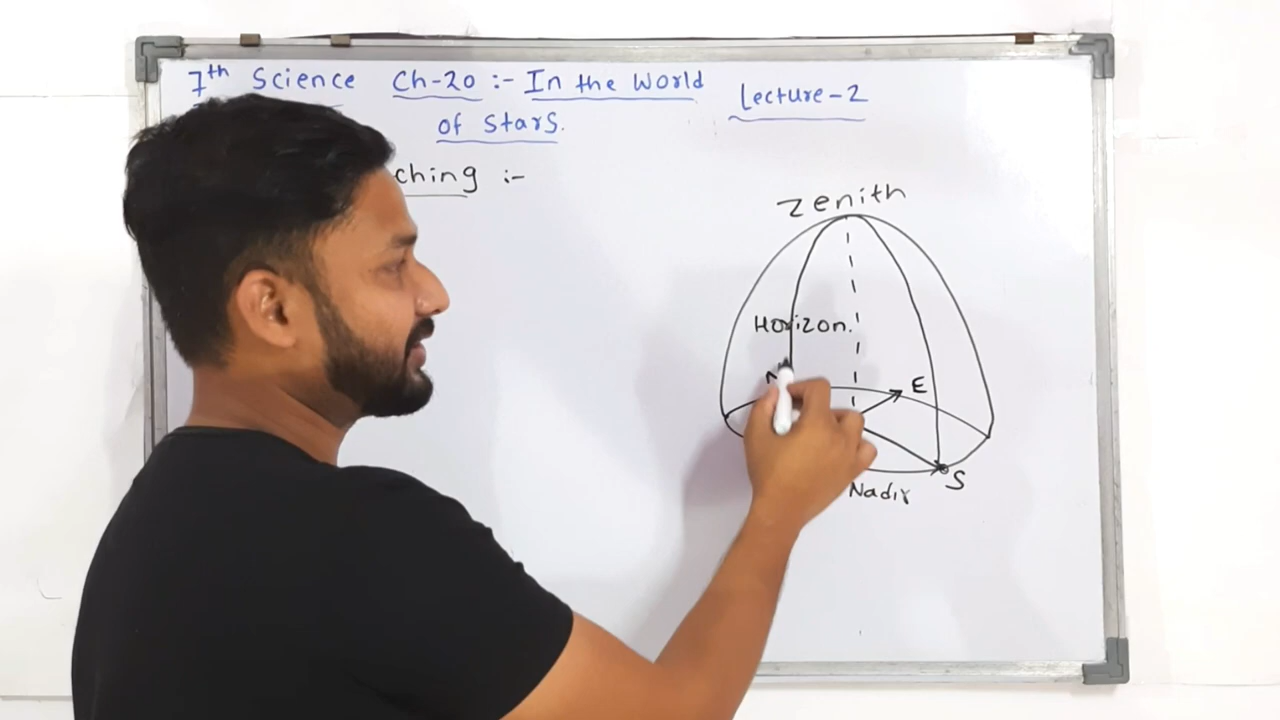 7th Science Ch-20 :- In the World Lecture-2
of Stars.
ching :-
Zenith
Horizon.
N
E
S
Nadir